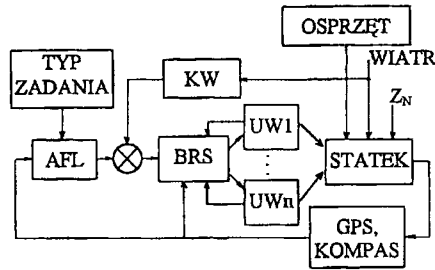 OSPRZĘT
TYP
ZADANIA
KW
WIATR
Z_N
UW1
AFL
BRS
STATEK
UWn
GPS,
KOMPAS